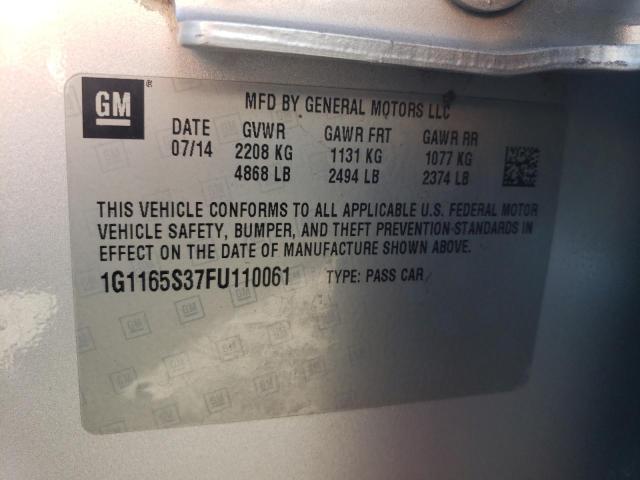 GM®
MFD BY GENERAL MOTORS LLC
DATE GVWR GAWR FRT GAWR RR
07/14 2208 KG 1131 KG 1077 KG
4868 LB 2494 LB 2374 LB
THIS VEHICLE CONFORMS TO ALL APPLICABLE U.S. FEDERAL MOTOR
VEHICLE SAFETY, BUMPER, AND THEFT PREVENTION STANDARDS IN
EFFECT ON THE DATE OF MANUFACTURE SHOWN ABOVE.
1G1165S37FU110061 TYPE: PASS CAR